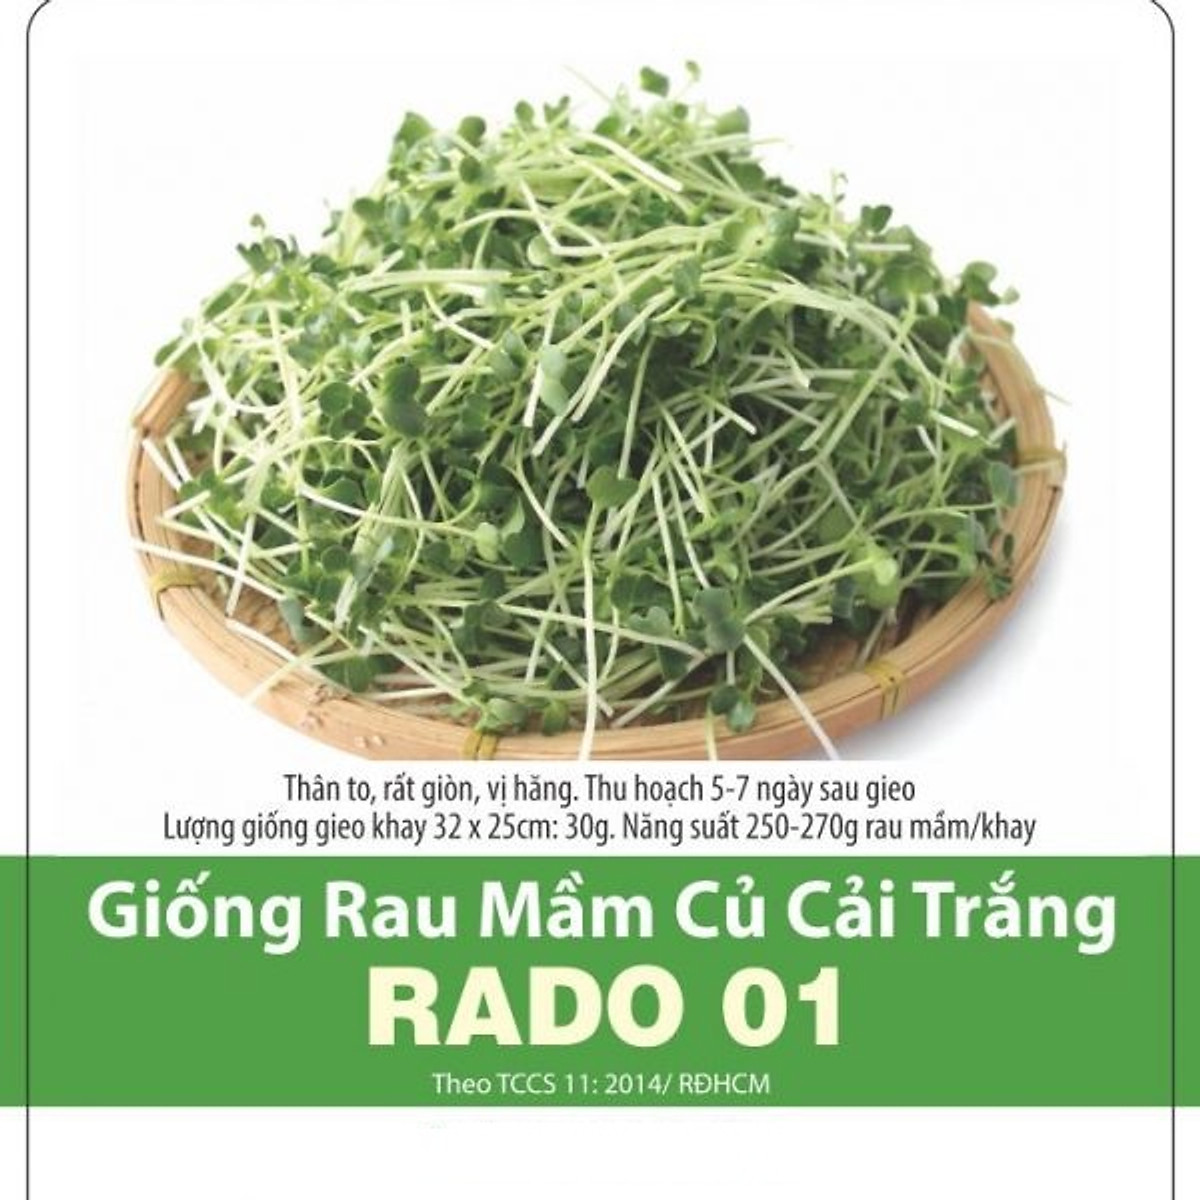 Thân to, rất giòn, vị hăng. Thu hoạch 5-7 ngày sau gieo
Lượng giống gieo khay 32 x 25cm: 30g. Năng suất 250-270g rau mầm/khay
Giống Rau Mầm Củ Cải Trắng
RADO 01
Theo TCCS 11: 2014/ RĐHCM